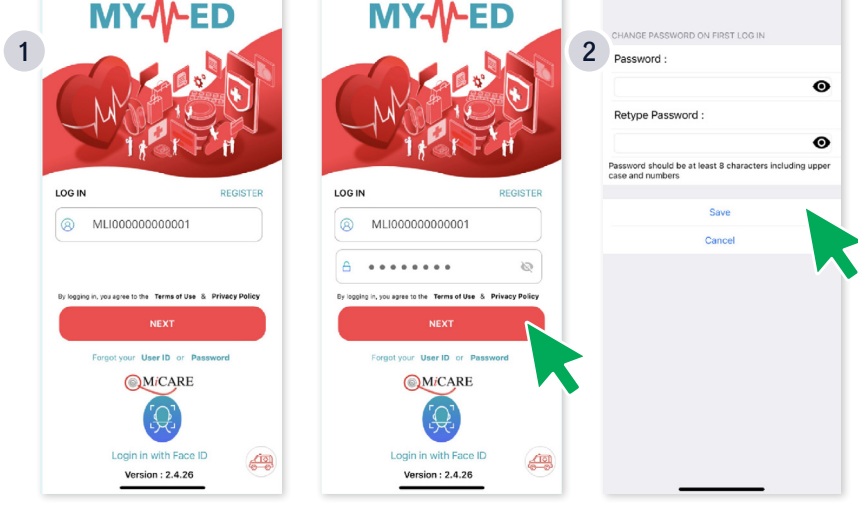 1
MY-ED
LOG IN
REGISTER
MLI000000000001
By logging in, you agree to the Terms of Use & Privacy Policy
NEXT
Forgot your User ID or Password
MiCARE
Login in with Face ID
Version : 2.4.26
MY-ED
LOG IN
REGISTER
MLI000000000001
By logging in, you agree to the Terms of Use & Privacy Policy
NEXT
Forgot your User ID or Password
MiCARE
Login in with Face ID
Version : 2.4.26
2
CHANGE PASSWORD ON FIRST LOG IN
Password :
Retype Password :
Password should be at least 8 characters including upper
case and numbers
Save
Cancel